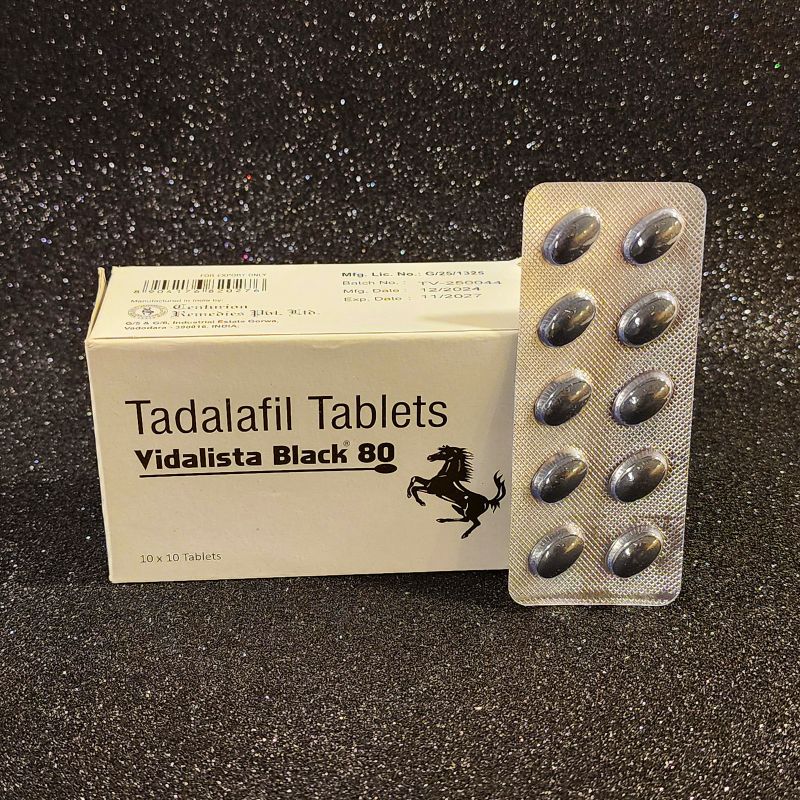 FOR EXPORT ONLY
Manufactured in India by:
Centurion
Remedies Pvt. Ltd.
G/5 & G/6, Industrial Estate Gorwa,
Vadodara - 390016, INDIA.
Mfg. Lic. No.: G/25/1325
Batch No.: TV-250044
Mfg. Date : 12/2024
Exp. Date : 11/2027
Tadalafil Tablets
Vidalista Black® 80
10 x 10 Tablets